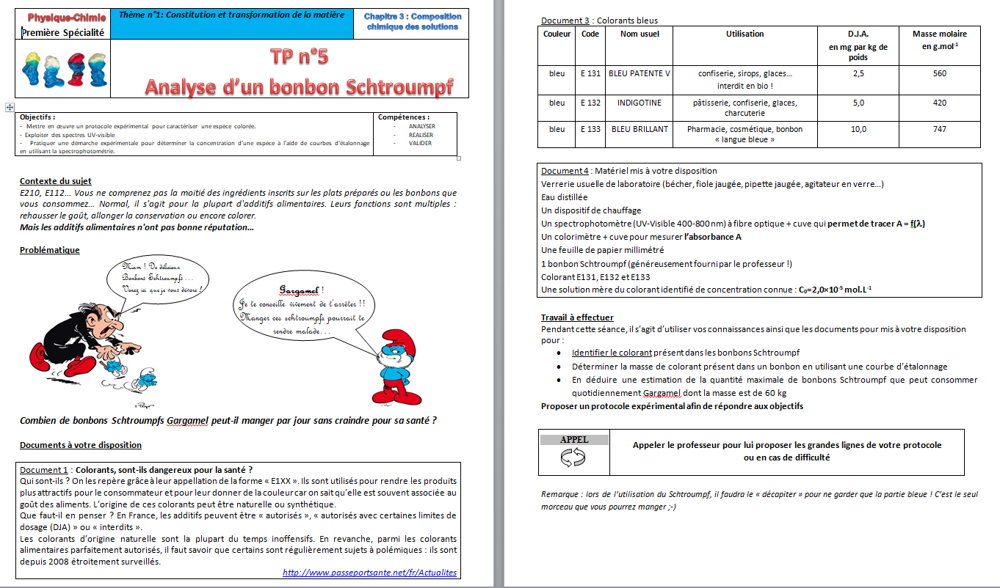 Physique-Chimie
Première Spécialité
Thème n°1: Constitution et transformation de la matière
Chapitre 3 : Composition
chimique des solutions
TP n°5
Analyse d'un bonbon Schtroumpf
Objectifs :
- Mettre en œuvre un protocole expérimental pour caractériser une espèce colorée.
- Exploiter des spectres UV-visible
- Pratiquer une démarche expérimentale pour déterminer la concentration d'une espèce à l'aide de courbes d'étalonnage
en utilisant la spectrophotométrie.
Compétences :
- ANALYSER
- REALISER
- VALIDER
Contexte du sujet
E210, E112... Vous ne comprenez pas la moitié des ingrédients inscrits sur les plats préparés ou les bonbons que
vous consommez... Normal, il s'agit pour la plupart d'additifs alimentaires. Leurs fonctions sont multiples :
rehausser le goût, allonger la conservation ou encore colorer.
Mais les additifs alimentaires n'ont pas bonne réputation...
Problématique
Miam ! De délicieux
Bonbons Schtroumpfs ...
Venez ici que je vous dévore !
Gargamel !
Je te conseille vivement de t'arrêter !!
Manger ces schtroumpfs pourrait te
rendre malade...
© Peyo
© Peyo
Combien de bonbons Schtroumpfs Gargamel peut-il manger par jour sans craindre pour sa santé ?
Documents à votre disposition
Document 1 : Colorants, sont-ils dangereux pour la santé ?
Qui sont-ils ? On les repère grâce à leur appellation de la forme « E1XX ». Ils sont utilisés pour rendre les produits
plus attractifs pour le consommateur et pour leur donner de la couleur car on sait qu'elle est souvent associée au
goût des aliments. L'origine de ces colorants peut être naturelle ou synthétique.
Que faut-il en penser ? En France, les additifs peuvent être « autorisés », « autorisés avec certaines limites de
dosage (DJA) » ou « interdits ».
Les colorants d'origine naturelle sont la plupart du temps inoffensifs. En revanche, parmi les colorants
alimentaires parfaitement autorisés, il faut savoir que certains sont régulièrement sujets à polémiques : ils sont
depuis 2008 étroitement surveillés.
http://www.passeportsante.net/fr/Actualites
Document 3 : Colorants bleus
Couleur Code Nom usuel Utilisation D.J.A. en mg par kg de poids Masse molaire en g.mol-1
bleu E 131 BLEU PATENTE V confiserie, sirops, glaces... interdit en bio ! 2,5 560
bleu E 132 INDIGOTINE pâtisserie, confiserie, glaces, charcuterie 5,0 420
bleu E 133 BLEU BRILLANT Pharmacie, cosmétique, bonbon « langue bleue » 10,0 747
Document 4 : Matériel mis à votre disposition
Verrerie usuelle de laboratoire (bécher, fiole jaugée, pipette jaugée, agitateur en verre...)
Eau distillée
Un dispositif de chauffage
Un spectrophotomètre (UV-Visible 400-800 nm) à fibre optique + cuve qui permet de tracer A = f(λ)
Un colorimètre + cuve pour mesurer l'absorbance A
Une feuille de papier millimétré
1 bonbon Schtroumpf (généreusement fourni par le professeur !)
Colorant E131, E132 et E133
Une solution mère du colorant identifié de concentration connue : C0=2,0×10-5 mol.L-1
Travail à effectuer
Pendant cette séance, il s'agit d'utiliser vos connaissances ainsi que les documents pour mis à votre disposition
pour :
• Identifier le colorant présent dans les bonbons Schtroumpf
• Déterminer la masse de colorant présent dans un bonbon en utilisant une courbe d'étalonnage
• En déduire une estimation de la quantité maximale de bonbons Schtroumpf que peut consommer
quotidiennement Gargamel dont la masse est de 60 kg
Proposer un protocole expérimental afin de répondre aux objectifs
APPEL
Appeler le professeur pour lui proposer les grandes lignes de votre protocole
ou en cas de difficulté
Remarque : lors de l'utilisation du Schtroumpf, il faudra le « décapiter » pour ne garder que la partie bleue ! C'est le seul
morceau que vous pourrez manger ;-)